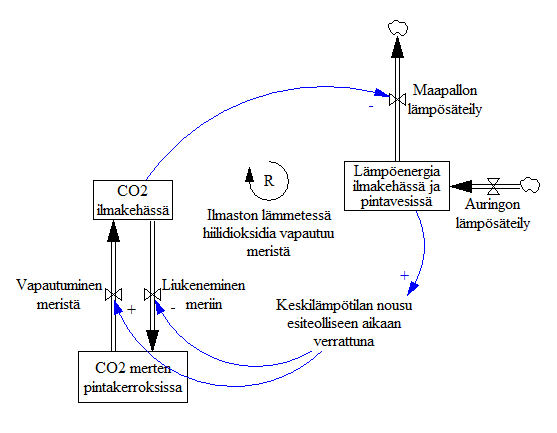 Maapallon
lämpösäteily
-
Lämpöenergia
ilmakehässä ja
pintavesissä
Auringon
lämpösäteily
R
Ilmaston lämmetessä
hiilidioksidia vapautuu
meristä
CO2
ilmakehässä
Vapautuminen
meristä
+
Liukeneminen
meriin
-
+
Keskilämpötilan nousu
esiteolliseen aikaan
verrattuna
CO2 merten
pintakerroksissa